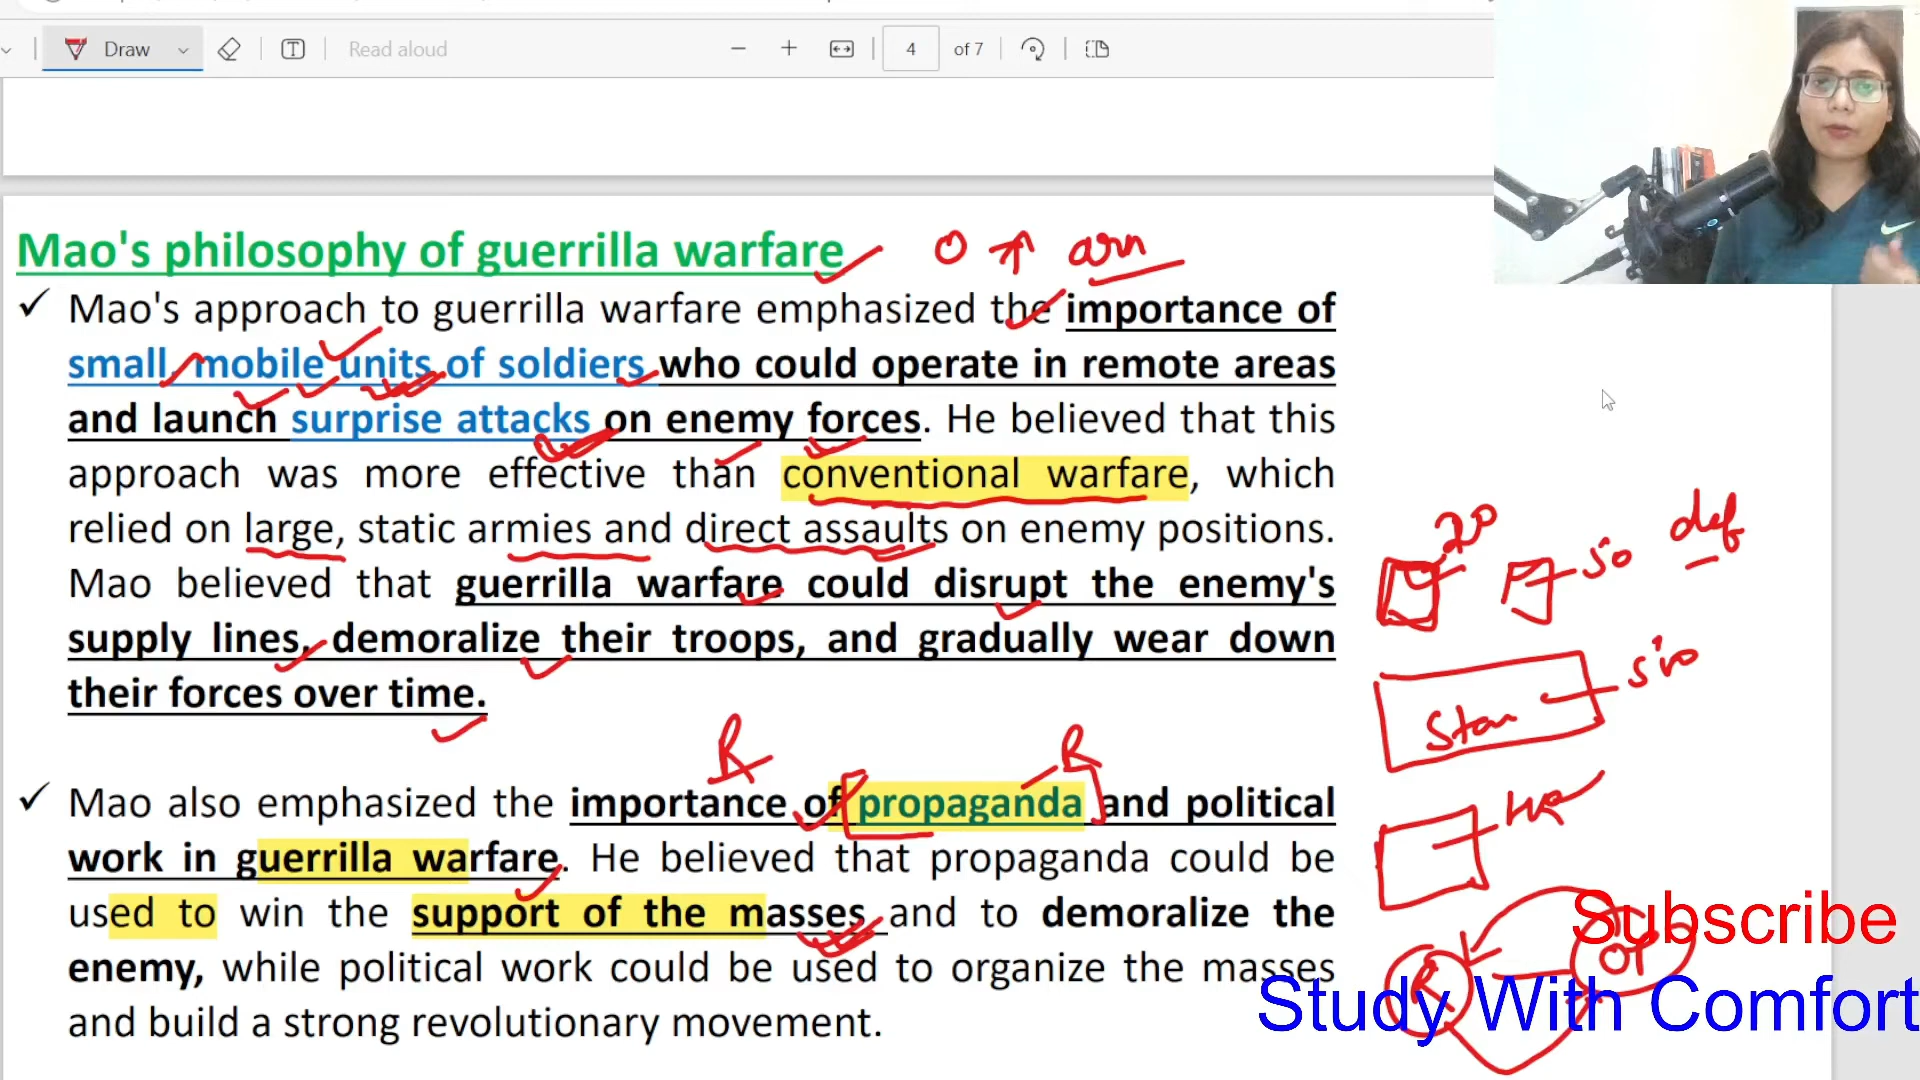 Draw
Read aloud
4 of 7
Mao's philosophy of guerrilla warfare
✓ Mao's approach to guerrilla warfare emphasized the importance of
small, mobile units of soldiers who could operate in remote areas
and launch surprise attacks on enemy forces. He believed that this
approach was more effective than conventional warfare, which
relied on large, static armies and direct assaults on enemy positions.
Mao believed that guerrilla warfare could disrupt the enemy's
supply lines, demoralize their troops, and gradually wear down
their forces over time.
20
50
def
R
R
✓ Mao also emphasized the importance of propaganda and political
work in guerrilla warfare. He believed that propaganda could be
used to win the support of the masses and to demoralize the
enemy, while political work could be used to organize the masses
and build a strong revolutionary movement.
R
Subscribe
Study With Comfort